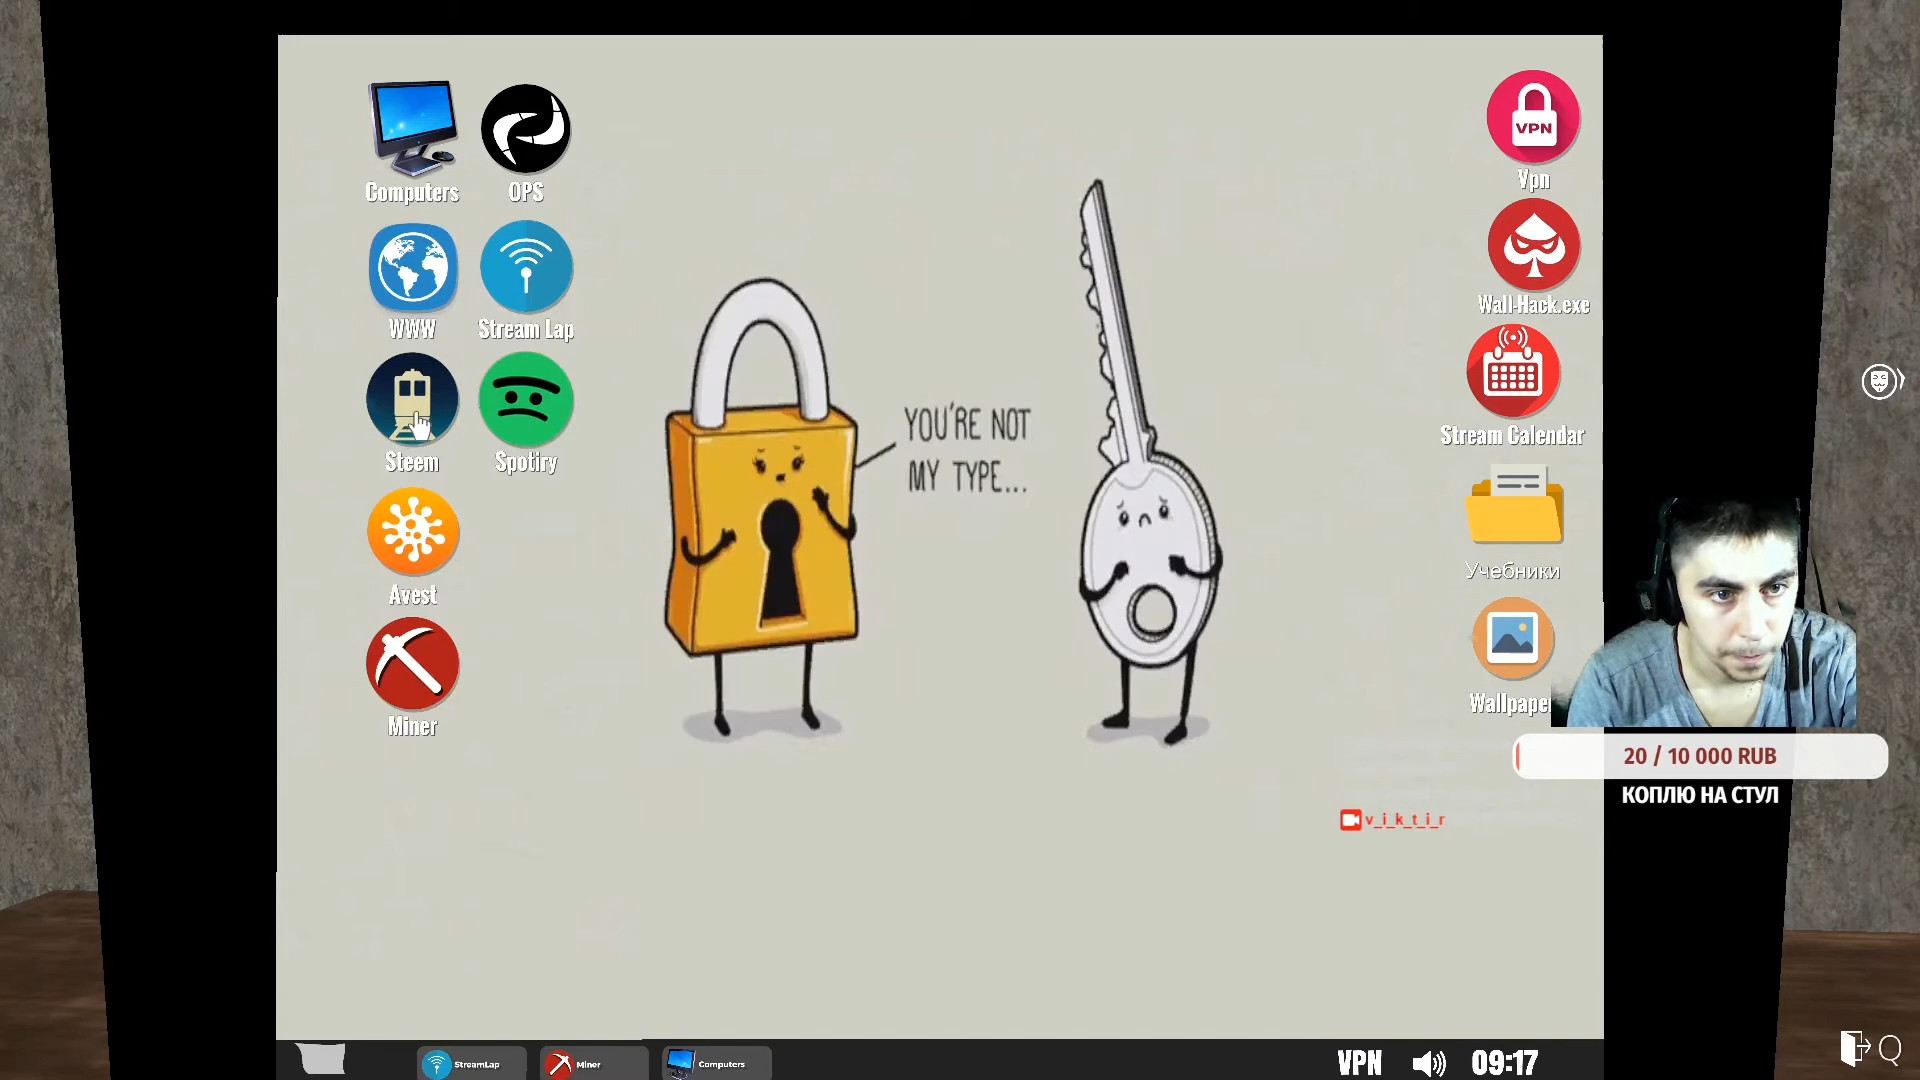 Computers
OPS
WWW
Stream Lap
Steem
Spotiry
Avest
Miner
YOU'RE NOT
MY TYPE...
VPN
Vpn
Wall-Hack.exe
Stream Calendar
Учебники
Wallpaper
20 / 10 000 RUB
КОПЛЮ НА СТУЛ
v_i_k_t_i_r
StreamLap
Miner
Computers
VPN
09:17
Q